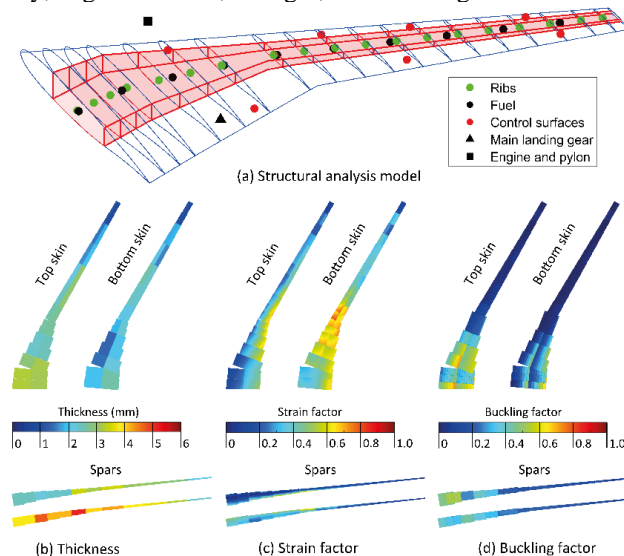 Ribs
Fuel
Control surfaces
Main landing gear
Engine and pylon
(a) Structural analysis model
Top skin
Bottom skin
Top skin
Bottom skin
Top skin
Bottom skin
Thickness (mm)
Strain factor
Buckling factor
0 1 2 3 4 5 6
0 0.2 0.4 0.6 0.8 1.0
0 0.2 0.4 0.6 0.8 1.0
Spars
Spars
Spars
(b) Thickness
(c) Strain factor
(d) Buckling factor